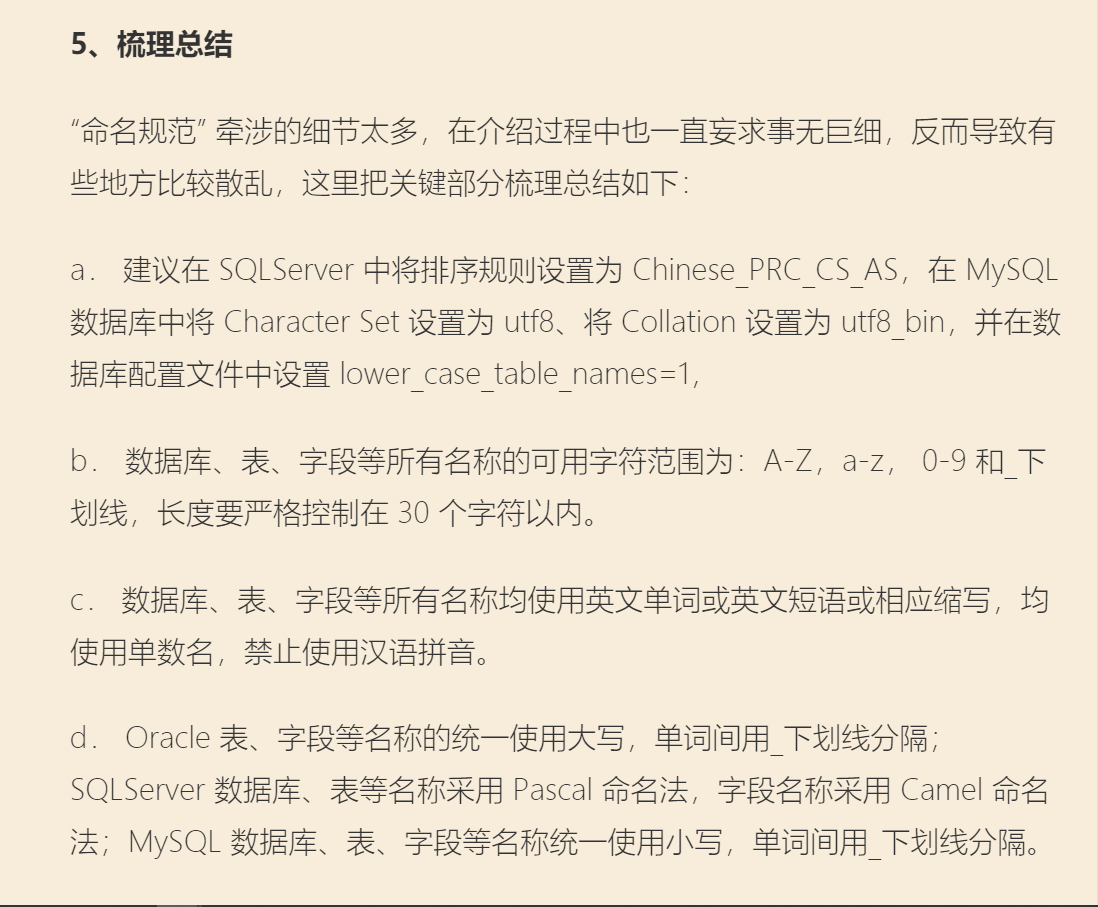 5、梳理总结
“命名规范” 牵涉的细节太多，在介绍过程中也一直妄求事无巨细，反而导致有
些地方比较散乱，这里把关键部分梳理总结如下：
a． 建议在 SQLServer 中将排序规则设置为 Chinese_PRC_CS_AS，在 MySQL
数据库中将 Character Set 设置为 utf8、将 Collation 设置为 utf8_bin，并在数
据库配置文件中设置 lower_case_table_names=1,
b． 数据库、表、字段等所有名称的可用字符范围为：A-Z，a-z， 0-9 和_下
划线，长度要严格控制在 30 个字符以内。
c． 数据库、表、字段等所有名称均使用英文单词或英文短语或相应缩写，均
使用单数名，禁止使用汉语拼音。
d． Oracle 表、字段等名称的统一使用大写，单词间用_下划线分隔；
SQLServer 数据库、表等名称采用 Pascal 命名法，字段名称采用 Camel 命名
法；MySQL 数据库、表、字段等名称统一使用小写，单词间用_下划线分隔。